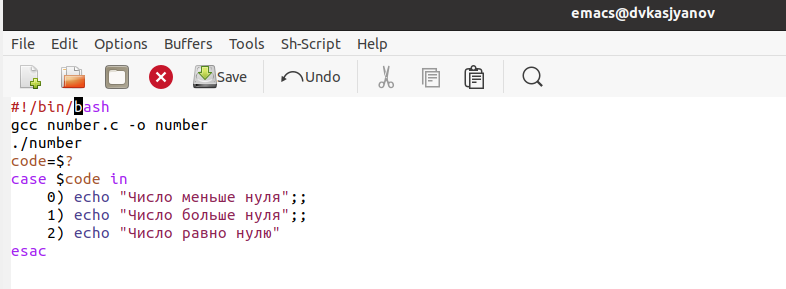 emacs@dvkasjyanov
File Edit Options Buffers Tools Sh-Script Help
Save Undo
#!/bin/bash
gcc number.c -o number
./number
code=$?
case $code in
    0) echo "Число меньше нуля";;
    1) echo "Число больше нуля";;
    2) echo "Число равно нулю"
esac